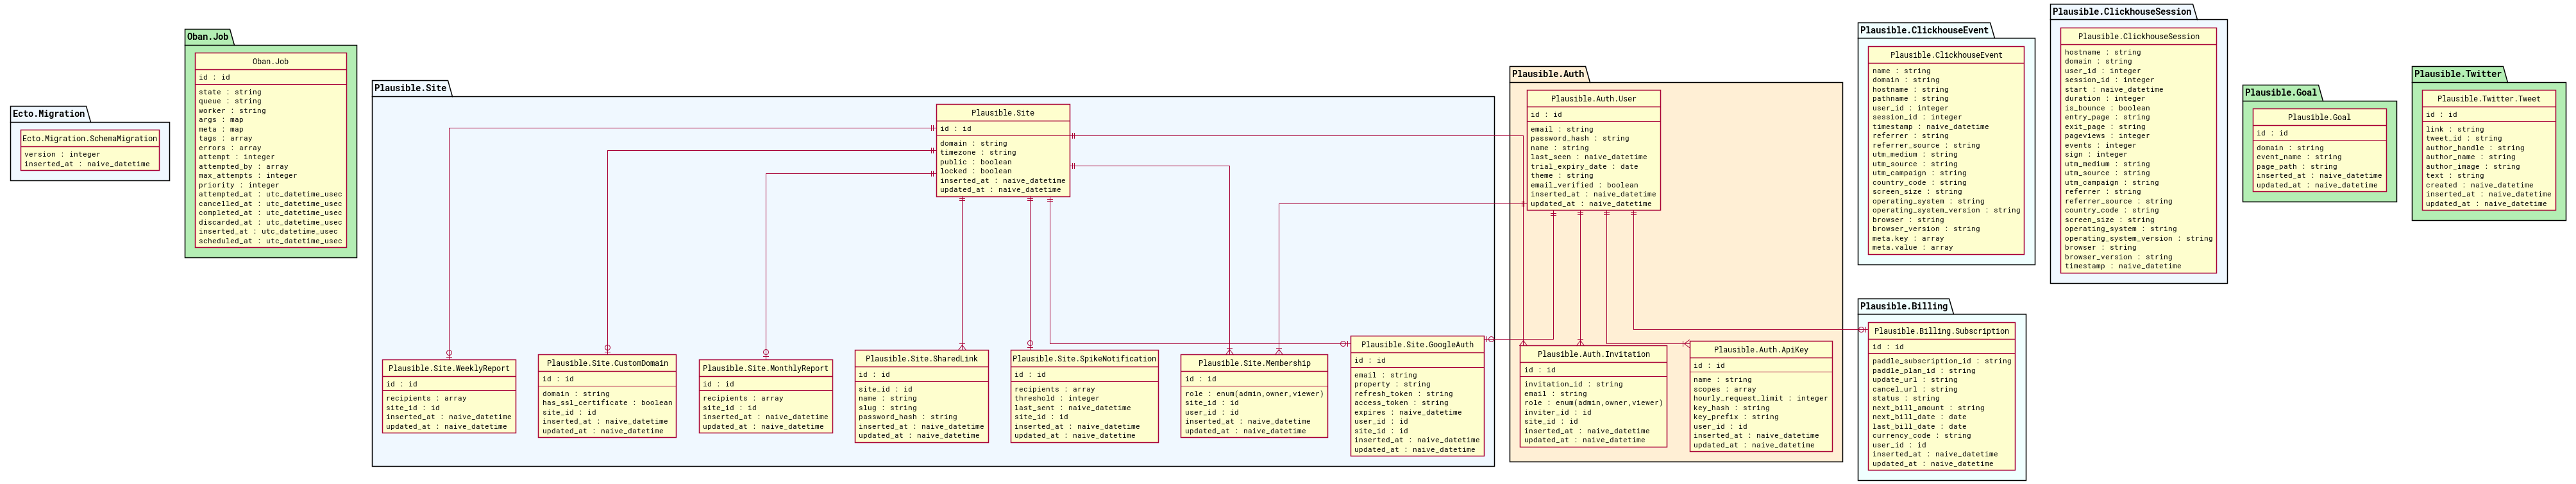 Ecto.Migration
Ecto.Migration.SchemaMigration
version : integer
inserted_at : naive_datetime
Oban.Job
Oban.Job
id : id
state : string
queue : string
worker : string
args : map
meta : map
tags : array
errors : array
attempt : integer
attempted_by : array
max_attempts : integer
priority : integer
attempted_at : utc_datetime_usec
cancelled_at : utc_datetime_usec
completed_at : utc_datetime_usec
discarded_at : utc_datetime_usec
inserted_at : utc_datetime_usec
scheduled_at : utc_datetime_usec
Plausible.Site
Plausible.Site
id : id
domain : string
timezone : string
public : boolean
locked : boolean
inserted_at : naive_datetime
updated_at : naive_datetime
Plausible.Site.WeeklyReport
id : id
recipients : array
site_id : id
inserted_at : naive_datetime
updated_at : naive_datetime
Plausible.Site.CustomDomain
id : id
domain : string
has_ssl_certificate : boolean
site_id : id
inserted_at : naive_datetime
updated_at : naive_datetime
Plausible.Site.MonthlyReport
id : id
recipients : array
site_id : id
inserted_at : naive_datetime
updated_at : naive_datetime
Plausible.Site.SharedLink
id : id
site_id : id
name : string
slug : string
password_hash : string
inserted_at : naive_datetime
updated_at : naive_datetime
Plausible.Site.SpikeNotification
id : id
recipients : array
threshold : integer
last_sent : naive_datetime
site_id : id
inserted_at : naive_datetime
updated_at : naive_datetime
Plausible.Site.Membership
id : id
role : enum(admin,owner,viewer)
site_id : id
user_id : id
inserted_at : naive_datetime
updated_at : naive_datetime
Plausible.Site.GoogleAuth
id : id
email : string
property : string
refresh_token : string
access_token : string
expires : naive_datetime
user_id : id
site_id : id
inserted_at : naive_datetime
updated_at : naive_datetime
Plausible.Auth
Plausible.Auth.User
id : id
email : string
password_hash : string
name : string
last_seen : naive_datetime
trial_expiry_date : date
theme : string
email_verified : boolean
inserted_at : naive_datetime
updated_at : naive_datetime
Plausible.Auth.Invitation
id : id
invitation_id : string
email : string
role : enum(admin,owner,viewer)
inviter_id : id
site_id : id
inserted_at : naive_datetime
updated_at : naive_datetime
Plausible.Auth.ApiKey
id : id
name : string
scopes : array
hourly_request_limit : integer
key_hash : string
key_prefix : string
user_id : id
inserted_at : naive_datetime
updated_at : naive_datetime
Plausible.ClickhouseEvent
Plausible.ClickhouseEvent
name : string
domain : string
hostname : string
pathname : string
user_id : integer
session_id : integer
timestamp : naive_datetime
referrer : string
referrer_source : string
utm_medium : string
utm_source : string
utm_campaign : string
country_code : string
screen_size : string
operating_system : string
operating_system_version : string
browser : string
browser_version : string
meta.key : array
meta.value : array
Plausible.Billing
Plausible.Billing.Subscription
id : id
paddle_subscription_id : string
paddle_plan_id : string
update_url : string
cancel_url : string
status : string
next_bill_amount : string
next_bill_date : date
last_bill_date : date
currency_code : string
user_id : id
inserted_at : naive_datetime
updated_at : naive_datetime
Plausible.ClickhouseSession
Plausible.ClickhouseSession
hostname : string
domain : string
user_id : integer
session_id : integer
start : naive_datetime
duration : integer
is_bounce : boolean
entry_page : string
exit_page : string
pageviews : integer
events : integer
sign : integer
utm_medium : string
utm_source : string
utm_campaign : string
referrer : string
referrer_source : string
country_code : string
screen_size : string
operating_system : string
operating_system_version : string
browser : string
browser_version : string
timestamp : naive_datetime
Plausible.Goal
Plausible.Goal
id : id
domain : string
event_name : string
page_path : string
inserted_at : naive_datetime
updated_at : naive_datetime
Plausible.Twitter
Plausible.Twitter.Tweet
id : id
link : string
tweet_id : string
author_handle : string
author_name : string
author_image : string
text : string
created : naive_datetime
inserted_at : naive_datetime
updated_at : naive_datetime